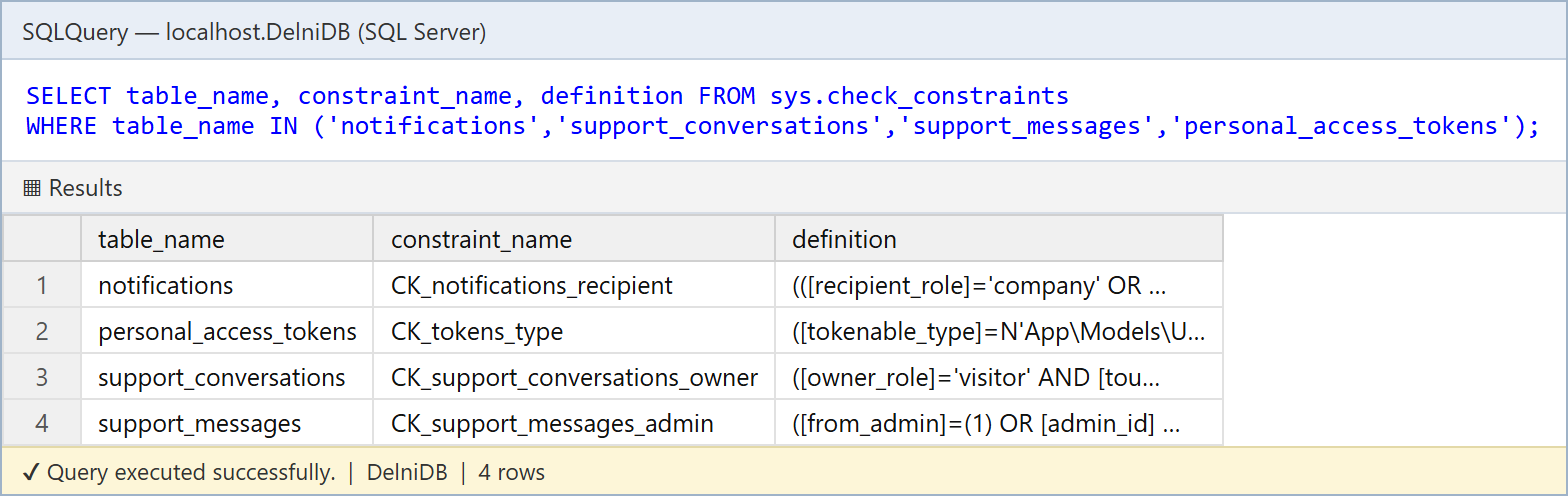 SQLQuery — localhost.DelniDB (SQL Server)
SELECT table_name, constraint_name, definition FROM sys.check_constraints
WHERE table_name IN ('notifications','support_conversations','support_messages','personal_access_tokens');
▦ Results
table_name constraint_name definition
1 notifications CK_notifications_recipient (([recipient_role]='company' OR ...
2 personal_access_tokens CK_tokens_type ([tokenable_type]=N'App\Models\U...
3 support_conversations CK_support_conversations_owner ([owner_role]='visitor' AND [tou...
4 support_messages CK_support_messages_admin ([from_admin]=(1) OR [admin_id] ...
✔ Query executed successfully. | DelniDB | 4 rows